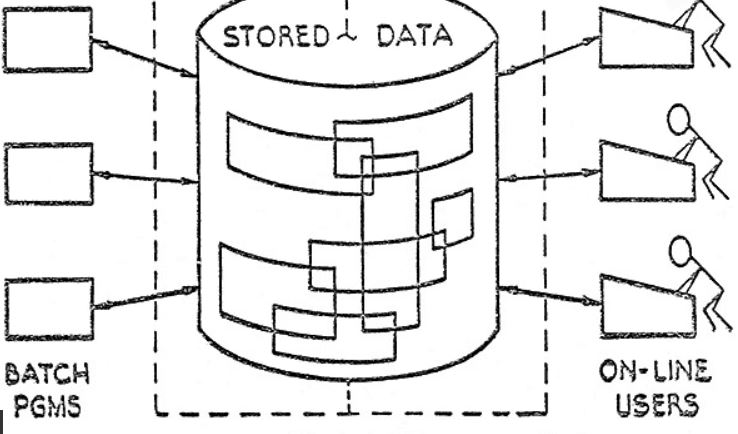 STORED DATA
BATCH
PGMS
ON-LINE
USERS